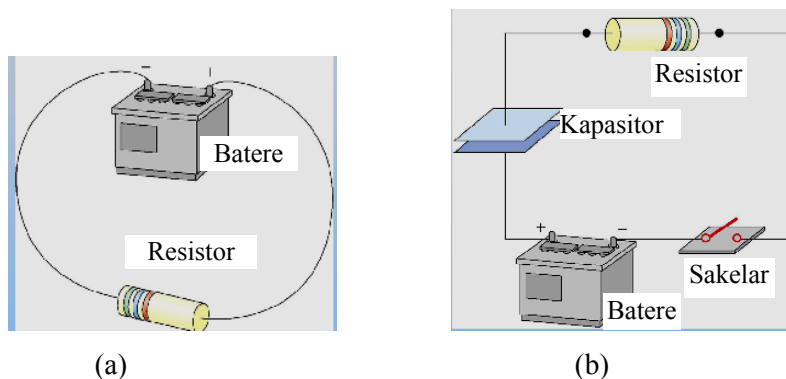 − +
Batere
Resistor
(a)
Resistor
Kapasitor
+ −
Sakelar
Batere
(b)